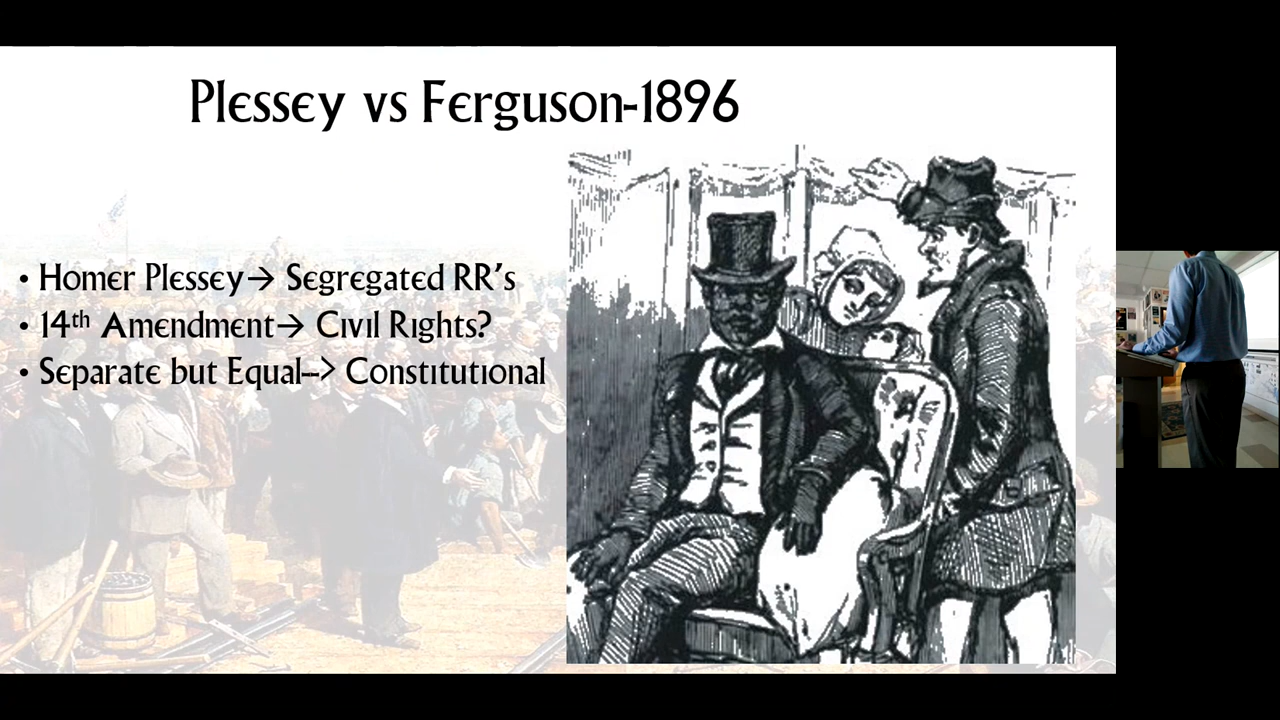 Plessey vs Ferguson-1896
• Homer Plessey→ Segregated RR's
• 14th Amendment→ Civil Rights?
• Separate but Equal--> Constitutional